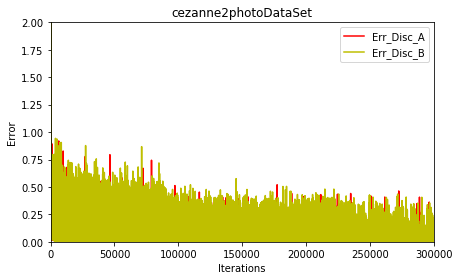 cezanne2photoDataSet
Err_Disc_A
Err_Disc_B
Error
2.00
1.75
1.50
1.25
1.00
0.75
0.50
0.25
0.00
0 50000 100000 150000 200000 250000 300000
Iterations